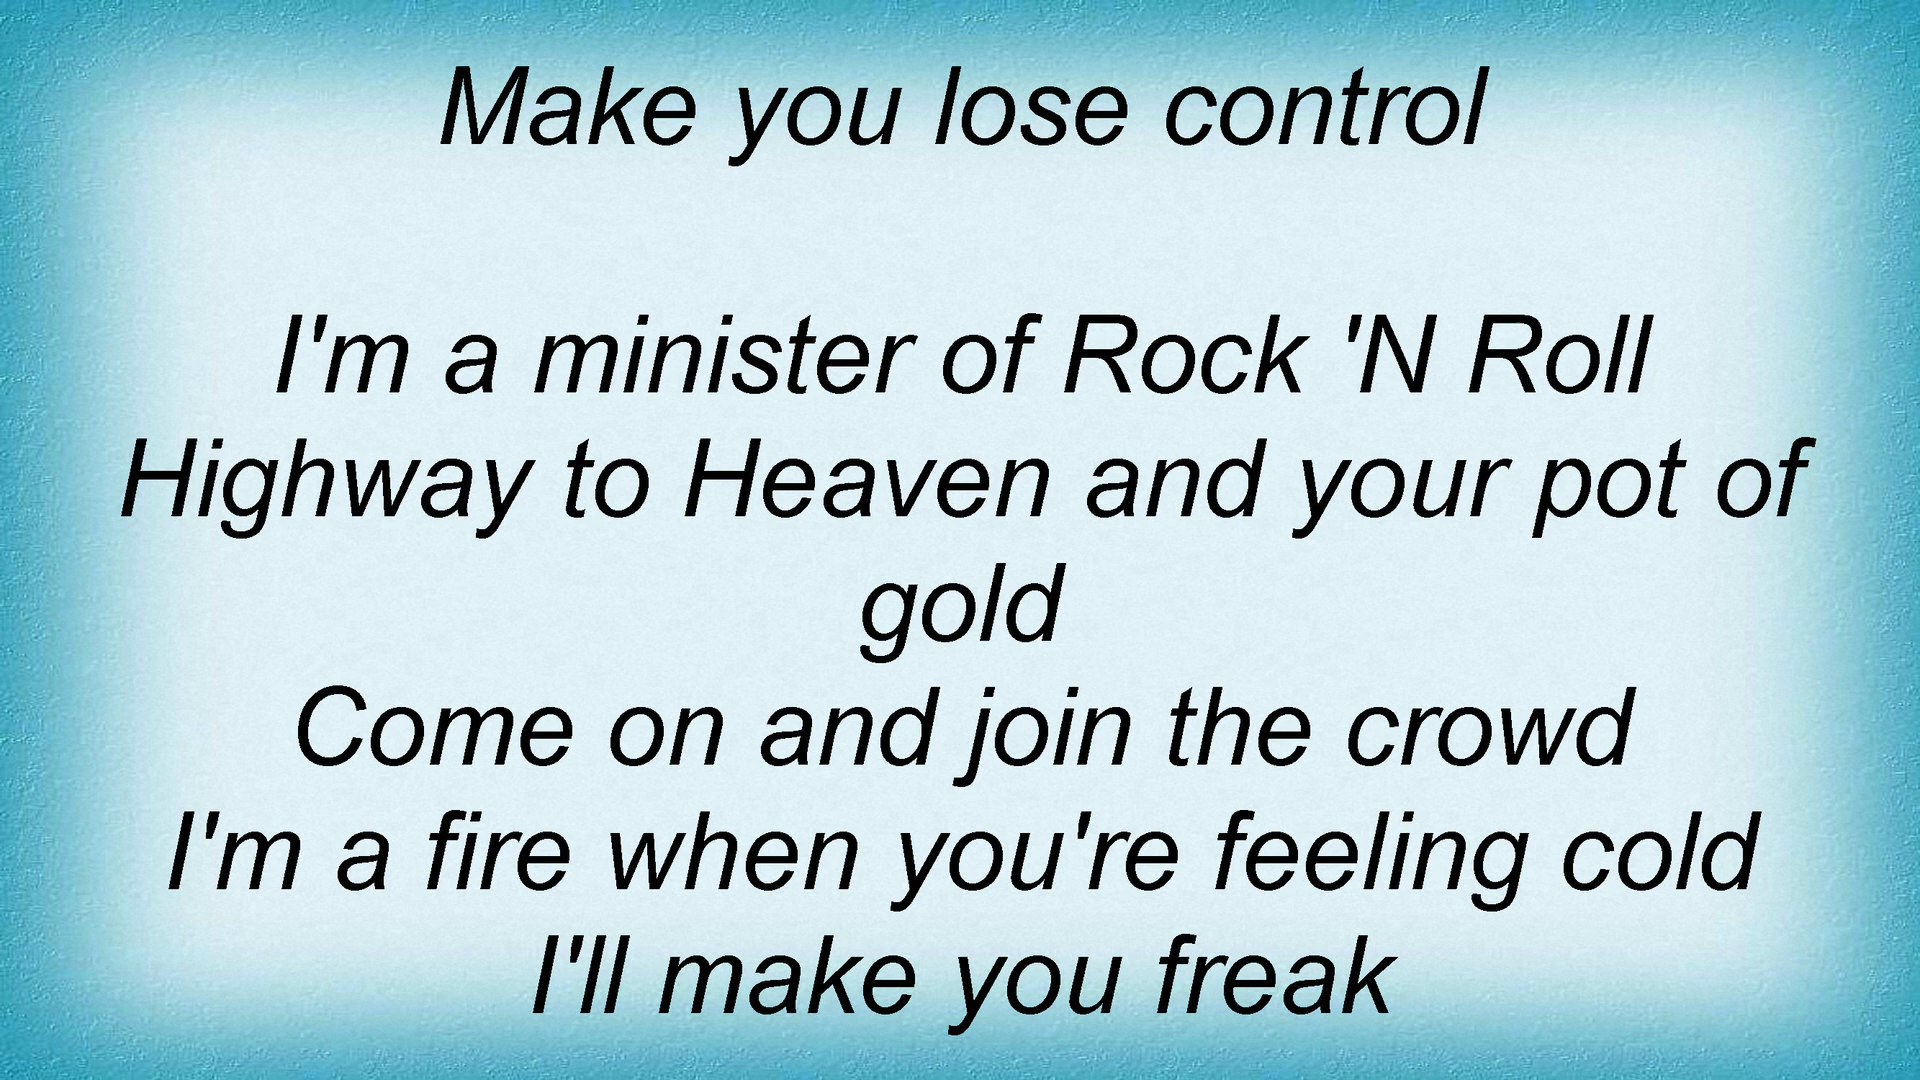 Make you lose control
I'm a minister of Rock 'N Roll
Highway to Heaven and your pot of
gold
Come on and join the crowd
I'm a fire when you're feeling cold
I'll make you freak